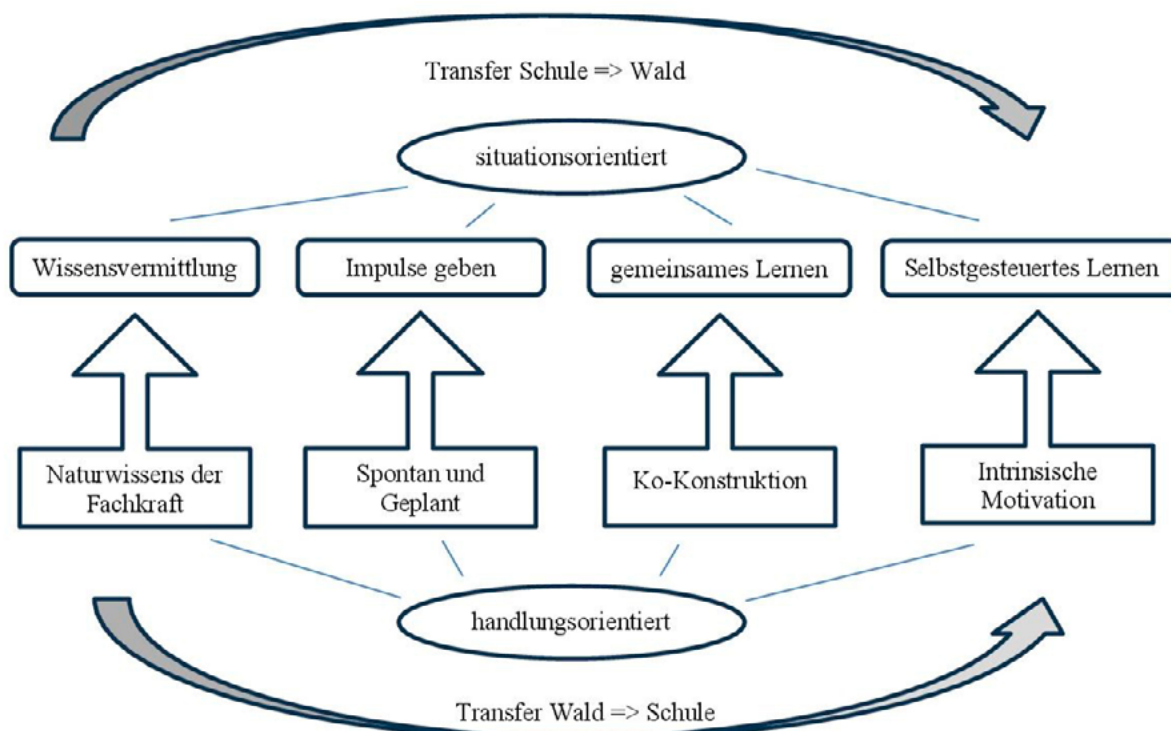 Transfer Schule => Wald
situationsorientiert
Wissensvermittlung
Impulse geben
gemeinsames Lernen
Selbstgesteuertes Lernen
Naturwissens der
Fachkraft
Spontan und
Geplant
Ko-Konstruktion
Intrinsische
Motivation
handlungsorientiert
Transfer Wald => Schule